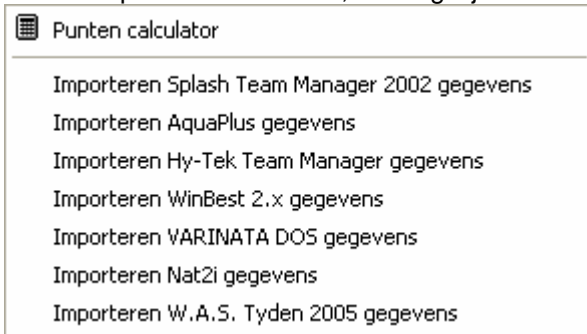 Punten calculator
Importeren Splash Team Manager 2002 gegevens
Importeren AquaPlus gegevens
Importeren Hy-Tek Team Manager gegevens
Importeren WinBest 2.x gegevens
Importeren VARINATA DOS gegevens
Importeren Nat2i gegevens
Importeren W.A.S. Tyden 2005 gegevens